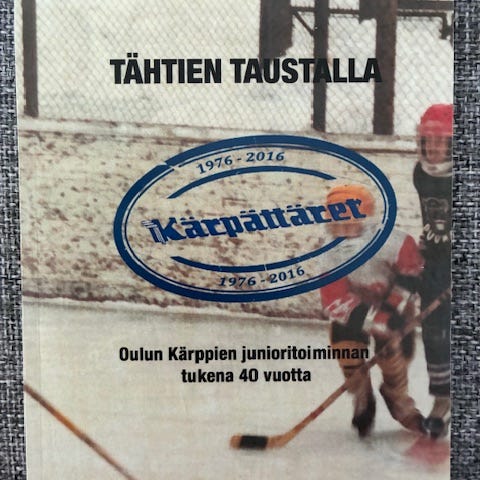 TÄHTIEN TAUSTALLA
1976 - 2016
Kärpättäret
1976 - 2016
Oulun Kärppien junioritoiminnan
tukena 40 vuotta